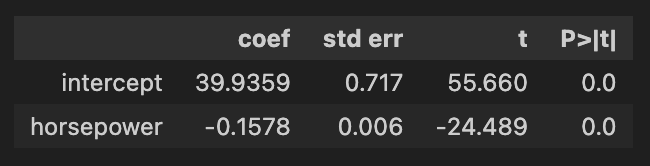 coef std err t P>|t|
intercept 39.9359 0.717 55.660 0.0
horsepower -0.1578 0.006 -24.489 0.0